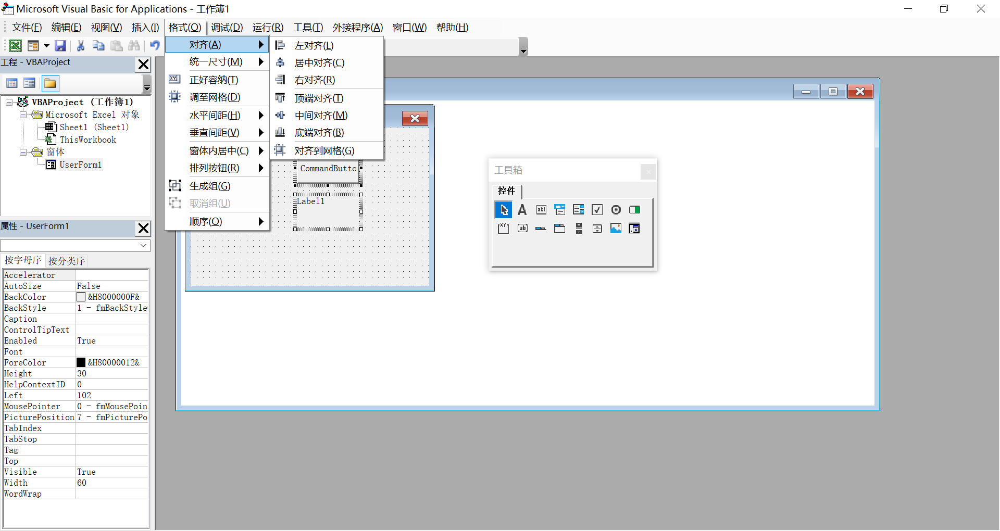 Microsoft Visual Basic for Applications - 工作簿1
文件(F) 编辑(E) 视图(V) 插入(I) 格式(O) 调试(D) 运行(R) 工具(T) 外接程序(A) 窗口(W) 帮助(H)
工程 - VBAProject
VBAProject (工作簿1)
Microsoft Excel 对象
Sheet1 (Sheet1)
ThisWorkbook
窗体
UserForm1
属性 - UserForm1
按字母序 按分类序
Accelerator
AutoSize False
BackColor &H8000000F&
BackStyle 1 - fmBackStyle
Caption
ControlTipText
Enabled True
Font
ForeColor &H80000012&
Height 30
HelpContextID 0
Left 102
MousePointer 0 - fmMousePoin
PicturePosition 7 - fmPicturePo
TabIndex
TabStop
Tag
Top
Visible True
Width 60
WordWrap
对齐(A)
统一尺寸(M)
正好容纳(T)
调至网格(D)
水平间距(H)
垂直间距(V)
窗体内居中(C)
排列按钮(R)
生成组(G)
取消组(U)
顺序(O)
左对齐(L)
居中对齐(C)
右对齐(R)
顶端对齐(T)
中间对齐(M)
底端对齐(B)
对齐到网格(G)
CommandButto
Label1
工具箱
控件